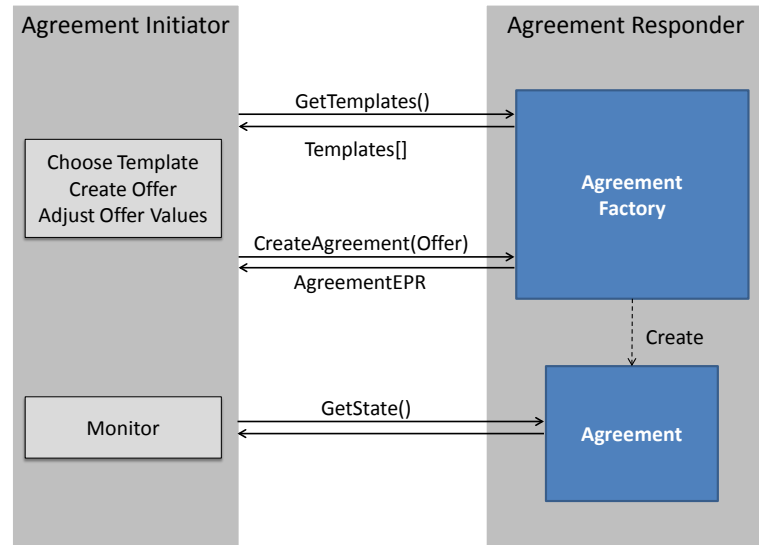 Agreement Initiator
Agreement Responder
GetTemplates()
Templates[]
Choose Template
Create Offer
Adjust Offer Values
Agreement
Factory
CreateAgreement(Offer)
AgreementEPR
Create
Monitor
GetState()
Agreement